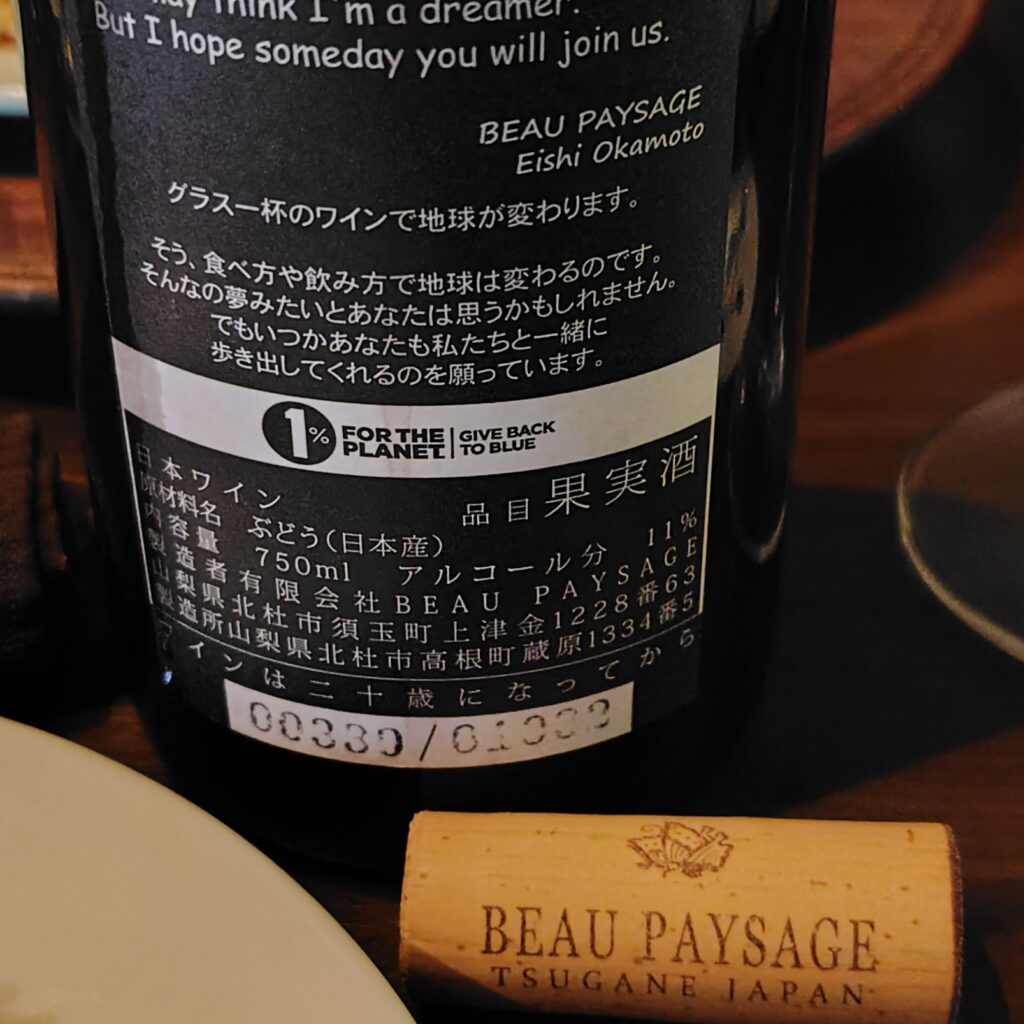 may think I'm a dreamer.
But I hope someday you will join us.
BEAU PAYSAGE
Eishi Okamoto
グラス一杯のワインで地球が変わります。
そう、食べ方や飲み方で地球は変わるのです。
そんなの夢みたいとあなたは思うかもしれません。
でもいつかあなたも私たちと一緒に
歩き出してくれるのを願っています。
1% FOR THE PLANET. | GIVE BACK TO BLUE
日本ワイン 品目 果実酒
原材料名 ぶどう(日本産)
内容量 750ml アルコール分 11%
製造者有限会社BEAU PAYSAGE
山梨県北杜市須玉町上津金1228番63
製造所山梨県北杜市高根町蔵原1334番5
ワインは二十歳になってから
00330/
BEAU PAYSAGE
TSUGANE JAPAN